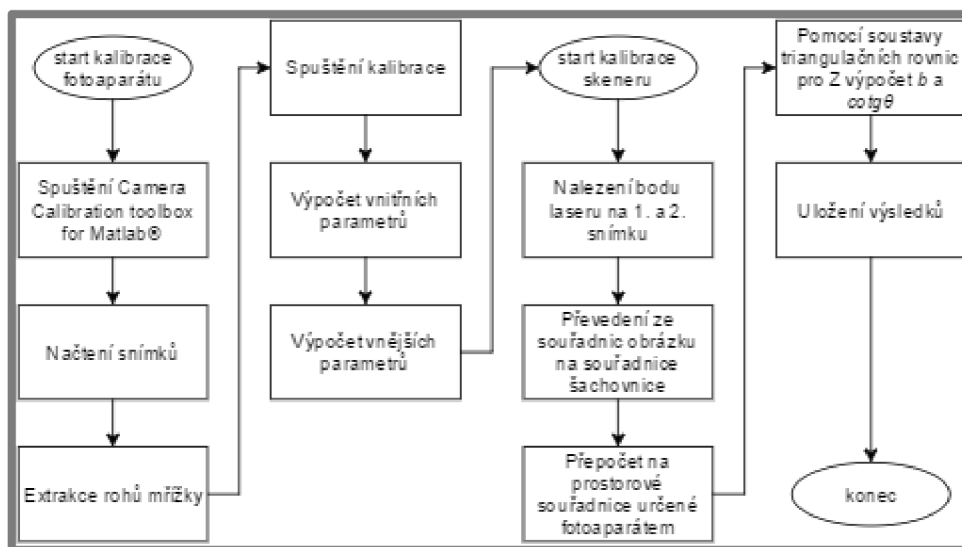 start kalibrace
fotoaparátu
Spuštění Camera
Calibration toolbox
for Matlab®
Načtení snímků
Extrakce rohů mřížky
Spuštění kalibrace
Výpočet vnitřních
parametrů
Výpočet vnějších
parametrů
start kalibrace
skeneru
Nalezení bodu
laseru na 1. a 2.
snímku
Převedení ze
souřadnic obrázku
na souřadnice
šachovnice
Přepočet na
prostorové
souřadnice určené
fotoaparátem
Pomocí soustavy
triangulačních rovnic
pro Z výpočet b a
cotgθ
Uložení výsledků
konec